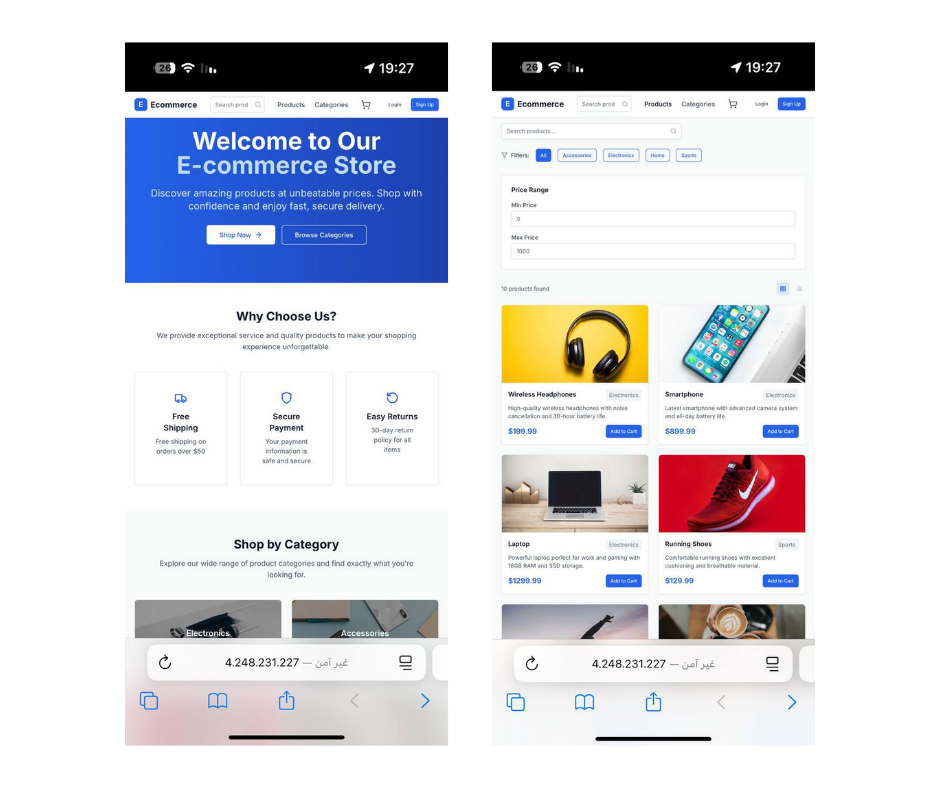 26
19:27
E Ecommerce
Search prod
Products
Categories
Login
Sign Up
Welcome to Our
E-commerce Store
Discover amazing products at unbeatable prices. Shop with
confidence and enjoy fast, secure delivery.
Shop Now →
Browse Categories
Why Choose Us?
We provide exceptional service and quality products to make your shopping
experience unforgettable.
Free
Shipping
Free shipping on
orders over $50
Secure
Payment
Your payment
information is
safe and secure
Easy Returns
30-day return
policy for all
items
Shop by Category
Explore our wide range of product categories and find exactly what you're
looking for.
Electronics
Accessories
4.248.231.227 — غير آمن
26
19:27
E Ecommerce
Search prod
Products
Categories
Login
Sign Up
Search products...
Filters:
All
Accessories
Electronics
Home
Sports
Price Range
Min Price
0
Max Price
1000
10 products found
Wireless Headphones
Electronics
High-quality wireless headphones with noise
cancellation and 30-hour battery life.
$199.99
Add to Cart
Smartphone
Electronics
Latest smartphone with advanced camera system
and all-day battery life.
$899.99
Add to Cart
Laptop
Electronics
Powerful laptop perfect for work and gaming with
16GB RAM and SSD storage.
$1299.99
Add to Cart
Running Shoes
Sports
Comfortable running shoes with excellent
cushioning and breathable material.
$129.99
Add to Cart
4.248.231.227 — غير آمن